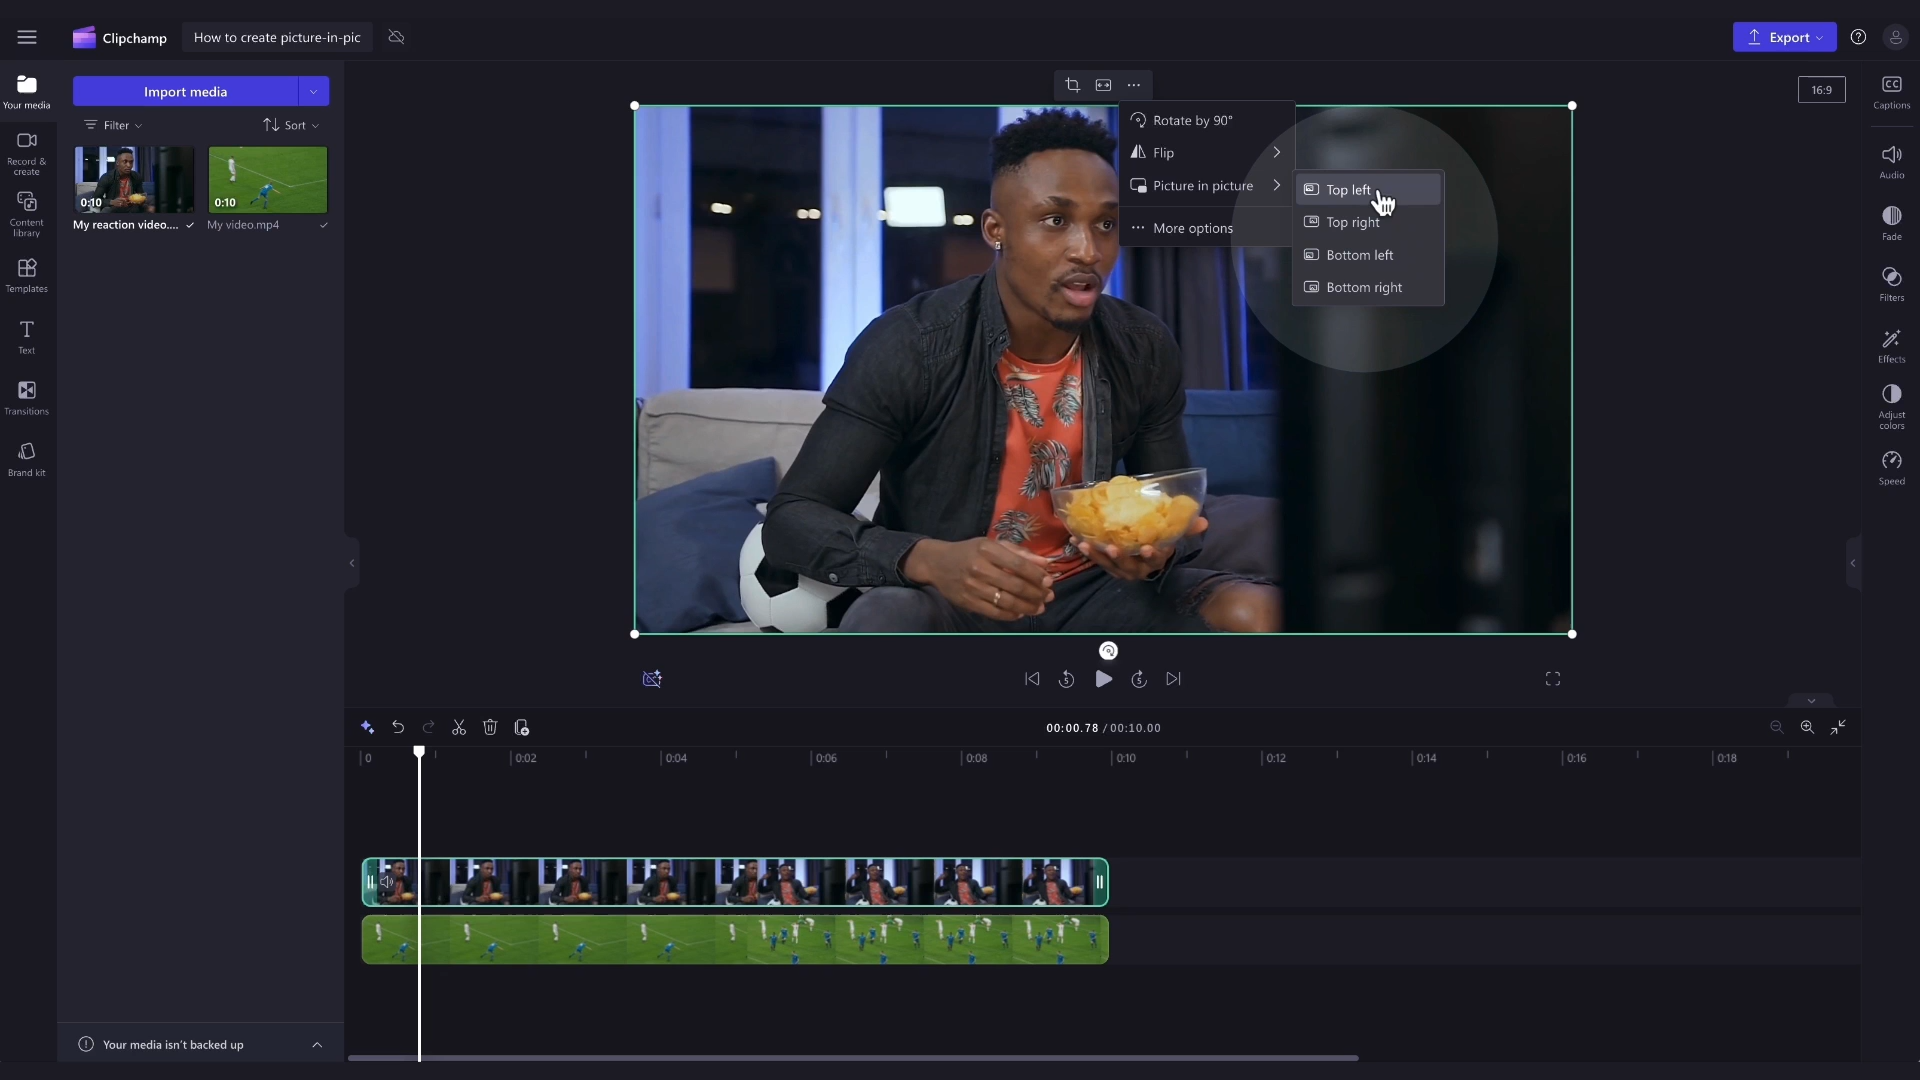 Clipchamp
How to create picture-in-pic
Export
Your media
Import media
16:9
Captions
Filter
Sort
Rotate by 90°
Flip
Picture in picture
More options
Top left
Top right
Bottom left
Bottom right
Record &
create
0:10
0:10
My reaction video....
My video.mp4
Content
library
Templates
Text
Transitions
Brand kit
Audio
Fade
Filters
Effects
Adjust
colors
Speed
5
5
00:00.78 / 00:10.00
0
0:02
0:04
0:06
0:08
0:10
0:12
0:14
0:16
0:18
Your media isn't backed up